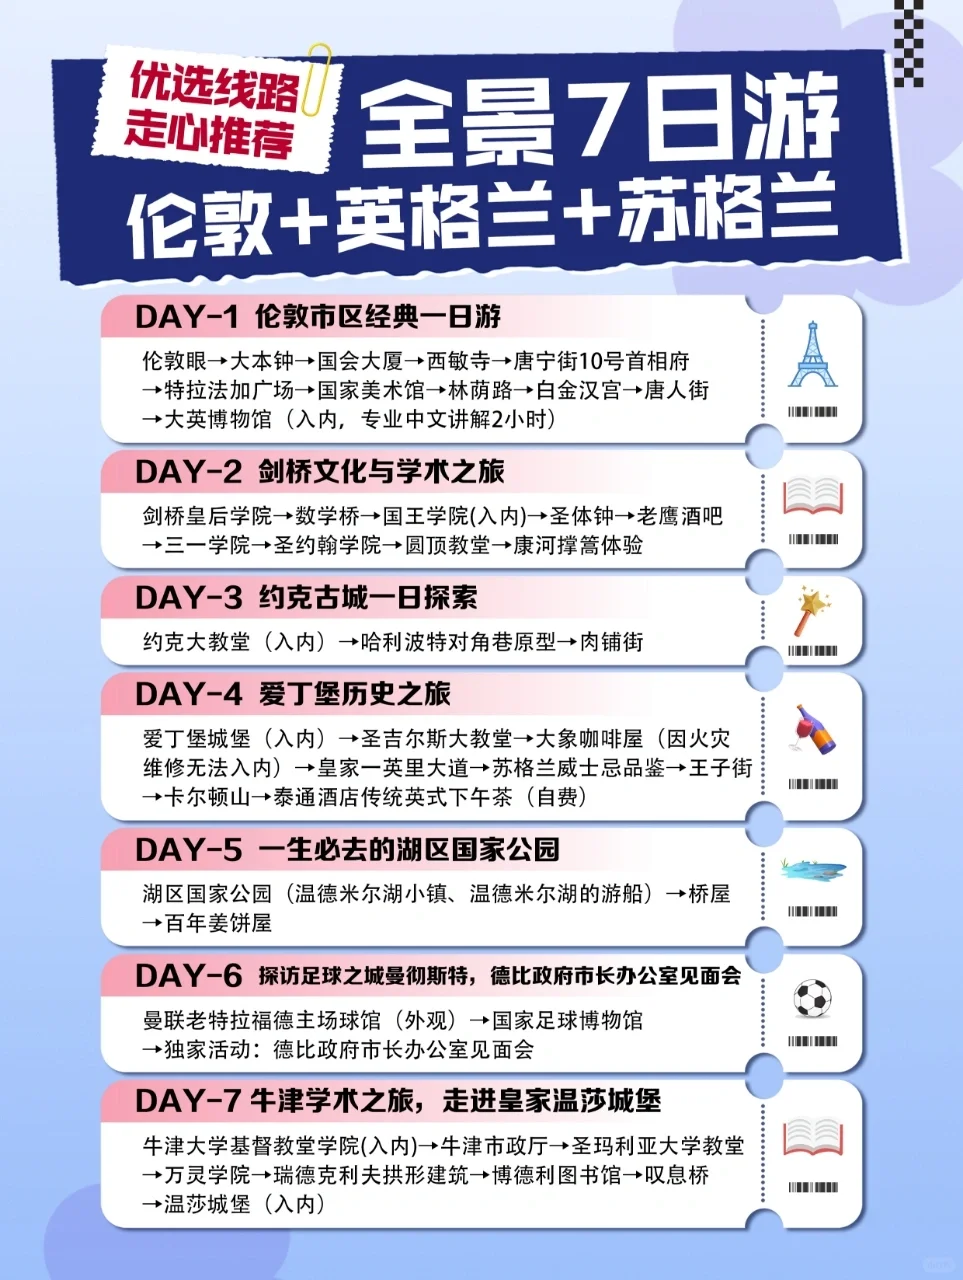 优选线路
走心推荐
全景7日游
伦敦+英格兰+苏格兰
DAY-1 伦敦市区经典一日游
伦敦眼→大本钟→国会大厦→西敏寺→唐宁街10号首相府
→特拉法加广场→国家美术馆→林荫路→白金汉宫→唐人街
→大英博物馆（入内，专业中文讲解2小时）
DAY-2 剑桥文化与学术之旅
剑桥皇后学院→数学桥→国王学院(入内)→圣体钟→老鹰酒吧
→三一学院→圣约翰学院→圆顶教堂→康河撑篙体验
DAY-3 约克古城一日探索
约克大教堂（入内）→哈利波特对角巷原型→肉铺街
DAY-4 爱丁堡历史之旅
爱丁堡城堡（入内）→圣吉尔斯大教堂→大象咖啡屋（因火灾
维修无法入内）→皇家一英里大道→苏格兰威士忌品鉴→王子街
→卡尔顿山→泰通酒店传统英式下午茶（自费）
DAY-5 一生必去的湖区国家公园
湖区国家公园（温德米尔湖小镇、温德米尔湖的游船）→桥屋
→百年姜饼屋
DAY-6 探访足球之城曼彻斯特，德比政府市长办公室见面会
曼联老特拉福德主场球馆（外观）→国家足球博物馆
→独家活动：德比政府市长办公室见面会
DAY-7 牛津学术之旅，走进皇家温莎城堡
牛津大学基督教堂学院(入内)→牛津市政厅→圣玛利亚大学教堂
→万灵学院→瑞德克利夫拱形建筑→博德利图书馆→叹息桥
→温莎城堡（入内）